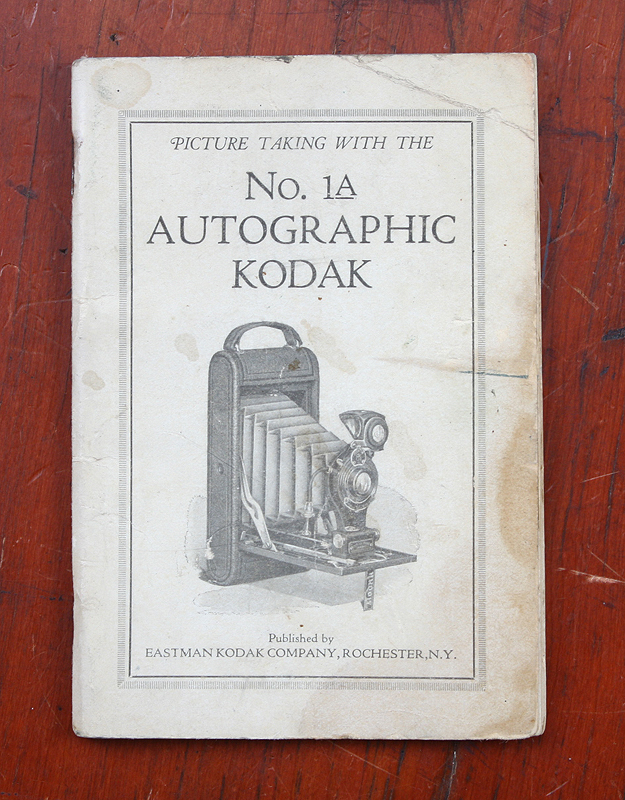 PICTURE TAKING WITH THE
No. 1A
AUTOGRAPHIC
KODAK
Published by
EASTMAN KODAK COMPANY, ROCHESTER, N.Y.